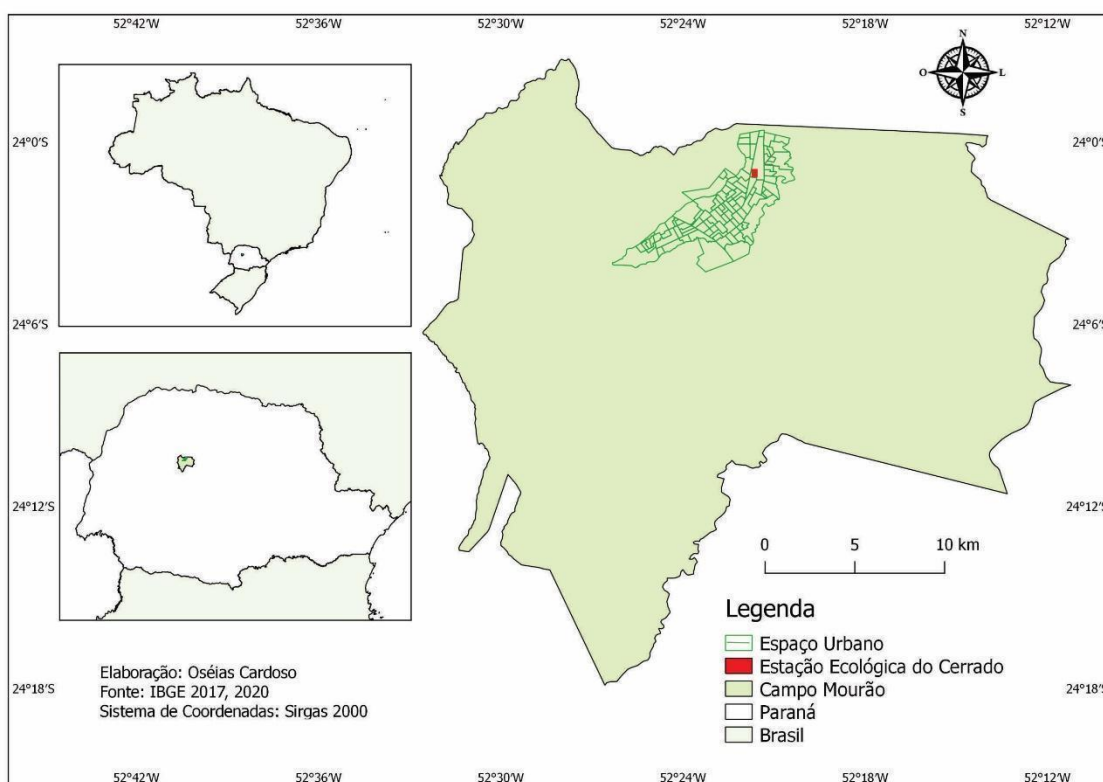 52°42'W 52°36'W 52°30'W 52°24'W 52°18'W 52°12'W
N
O L
S
24°0'S 24°0'S
24°6'S 24°6'S
24°12'S 24°12'S
0 5 10 km
Legenda
Espaço Urbano
Estação Ecológica do Cerrado
Campo Mourão
Paraná
Brasil
Elaboração: Oséias Cardoso
Fonte: IBGE 2017, 2020
Sistema de Coordenadas: Sirgas 2000
24°18'S 24°18'S
52°42'W 52°36'W 52°30'W 52°24'W 52°18'W 52°12'W